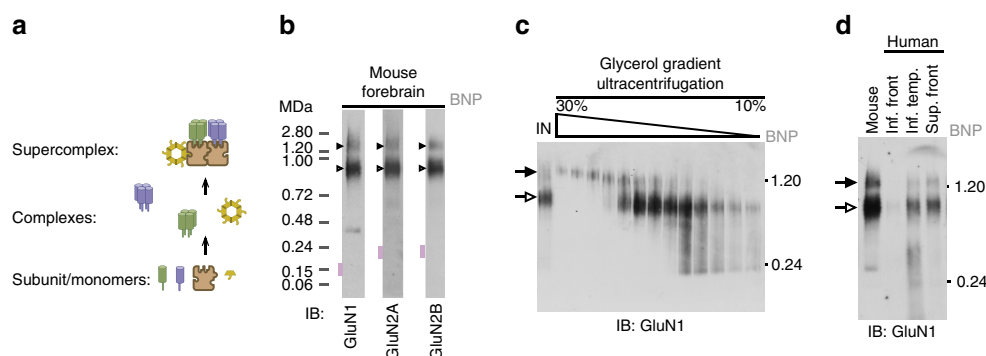 a
Supercomplex:
Complexes:
Subunit/monomers:
b
Mouse
forebrain
BNP
MDa
2.80
1.20
1.00
0.72
0.48
0.24
0.15
0.06
IB:
GluN1
GluN2A
GluN2B
c
Glycerol gradient
ultracentrifugation
30% 10%
IN
BNP
1.20
0.24
IB: GluN1
d
Human
Mouse
Inf. front
Inf. temp.
Sup. front
BNP
1.20
0.24
IB: GluN1